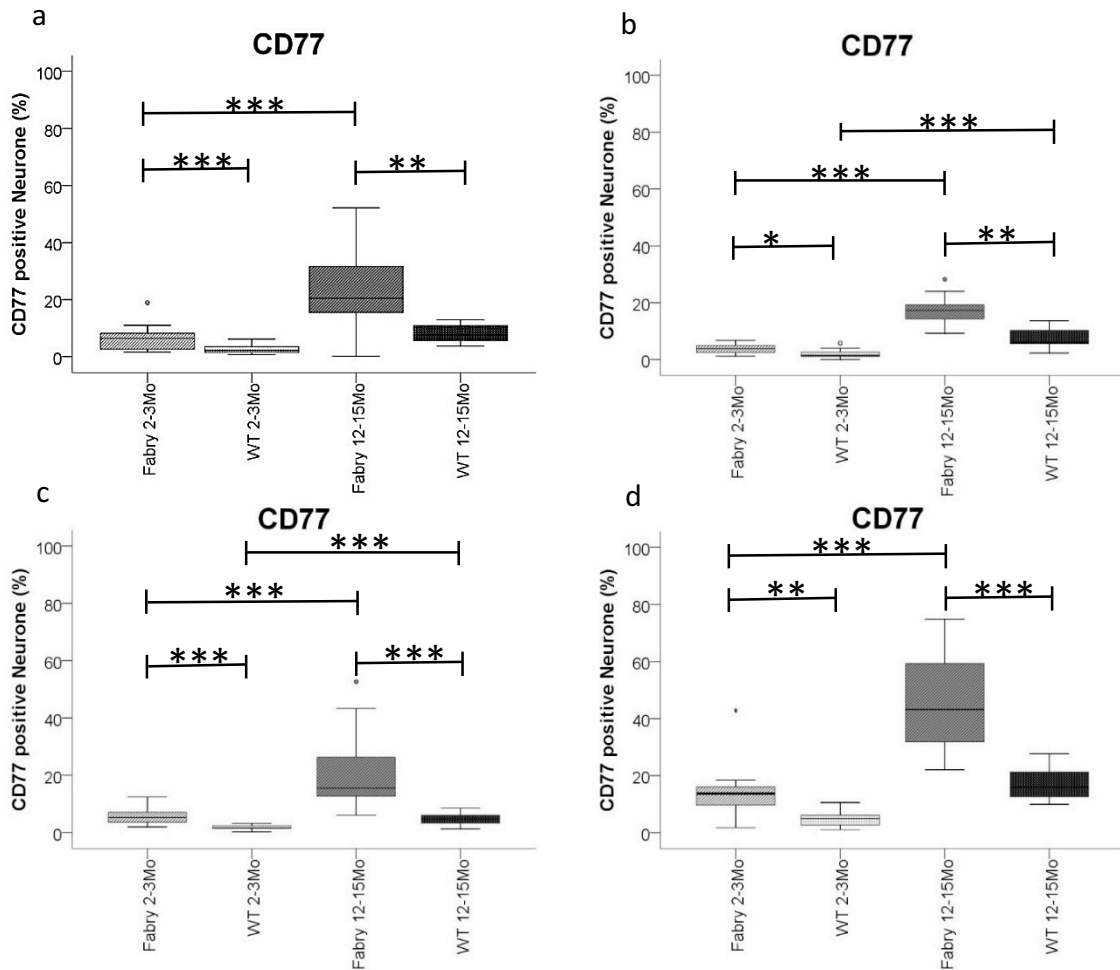 a
CD77
CD77 positive Neurone (%)
100
80
60
40
20
0
***
***
**
Fabry 2-3Mo
WT 2-3Mo
Fabry 12-15Mo
WT 12-15Mo
b
CD77
CD77 positive Neurone (%)
100
80
60
40
20
0
***
***
*
**
Fabry 2-3Mo
WT 2-3Mo
Fabry 12-15Mo
WT 12-15Mo
c
CD77
CD77 positive Neurone (%)
100
80
60
40
20
0
***
***
***
***
Fabry 2-3Mo
WT 2-3Mo
Fabry 12-15Mo
WT 12-15Mo
d
CD77
CD77 positive Neurone (%)
100
80
60
40
20
0
***
**
***
Fabry 2-3Mo
WT 2-3Mo
Fabry 12-15Mo
WT 12-15Mo